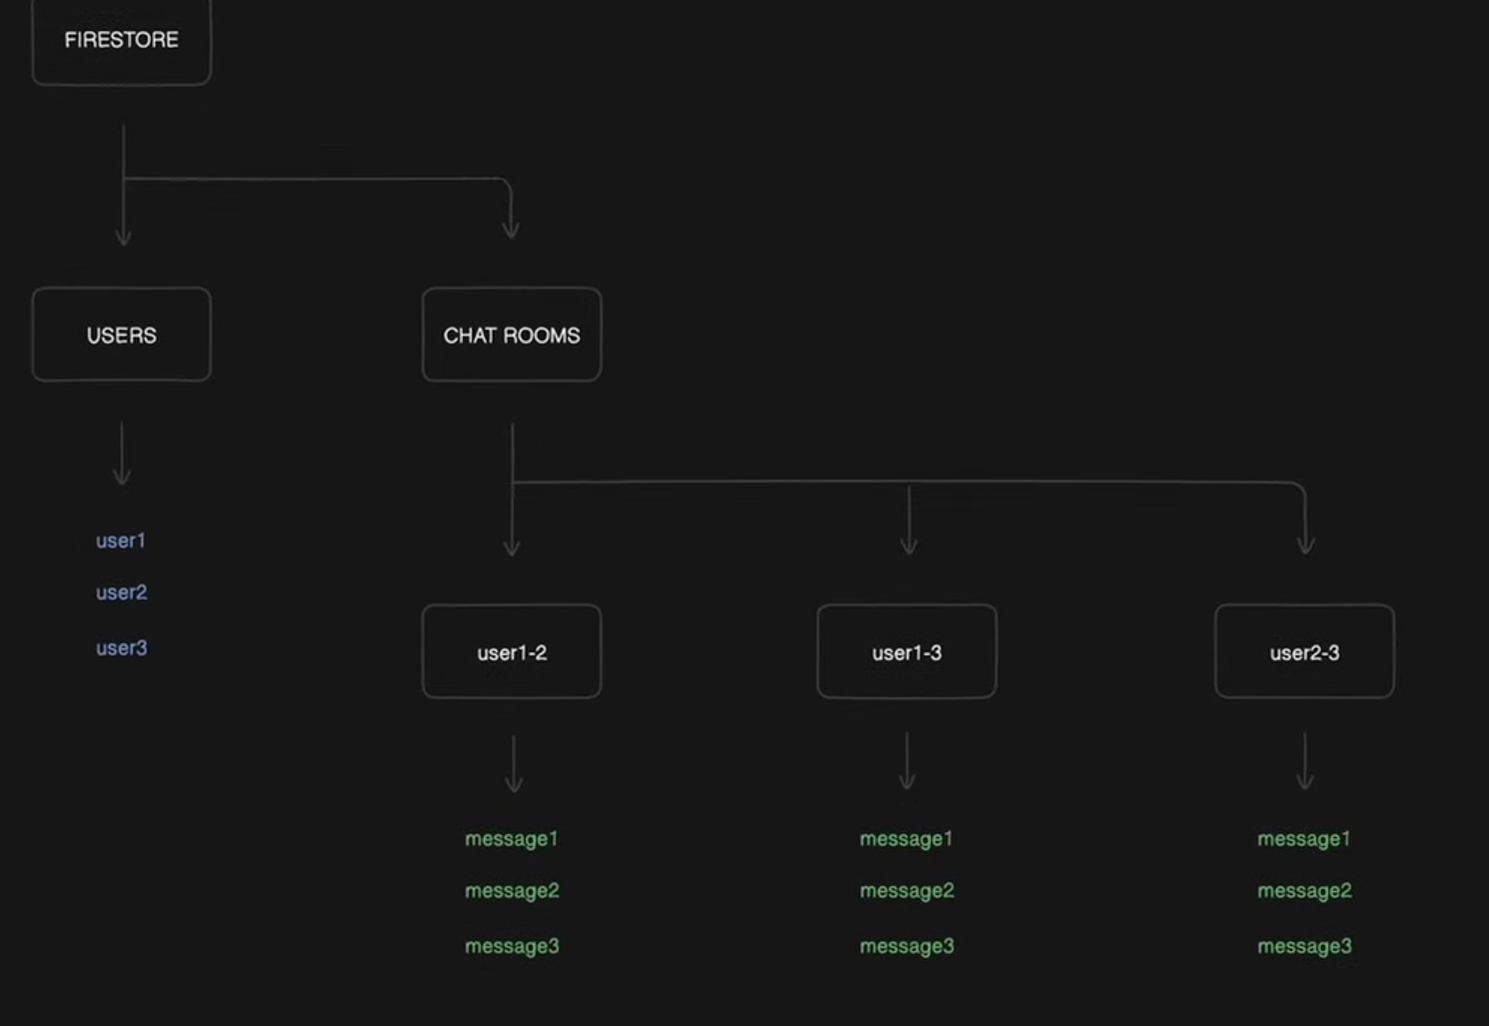 FIRESTORE
USERS
CHAT ROOMS
user1
user2
user3
user1-2
user1-3
user2-3
message1
message2
message3
message1
message2
message3
message1
message2
message3